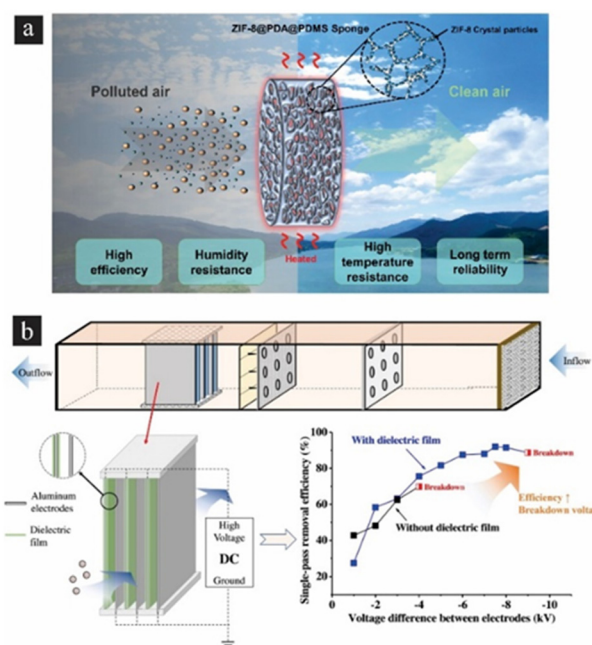 a
ZIF-8@PDA@PDMS Sponge
ZIF-8 Crystal particles
Polluted air
Clean air
High efficiency
Humidity resistance
Heated
High temperature resistance
Long term reliability
b
Outflow
Inflow
Aluminum electrodes
Dielectric film
High Voltage
DC
Ground
Single-pass removal efficiency (%)
100
80
60
40
20
With dielectric film
Breakdown
Breakdown
Without dielectric film
Efficiency ↑
Breakdown volta
0 -2 -4 -6 -8 -10
Voltage difference between electrodes (kV)